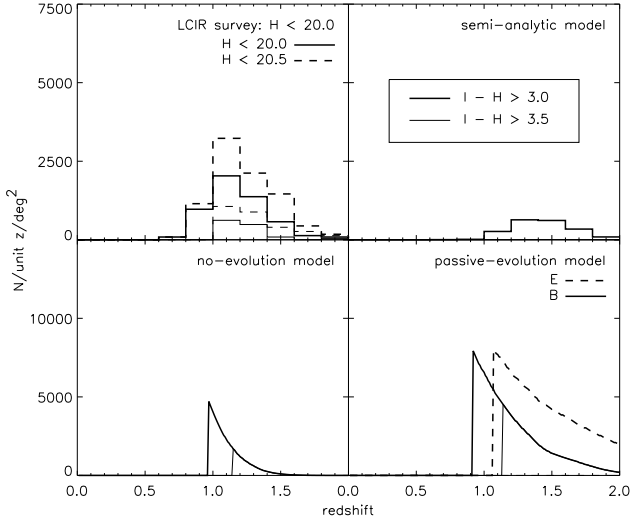 7500
5000
2500
0
LCIR survey: H < 20.0
H < 20.0
H < 20.5
semi-analytic model
I - H > 3.0
I - H > 3.5
N/unit z/deg²
10000
5000
0
no-evolution model
passive-evolution model
E
B
0.0 0.5 1.0 1.5 0.0 0.5 1.0 1.5 2.0
redshift